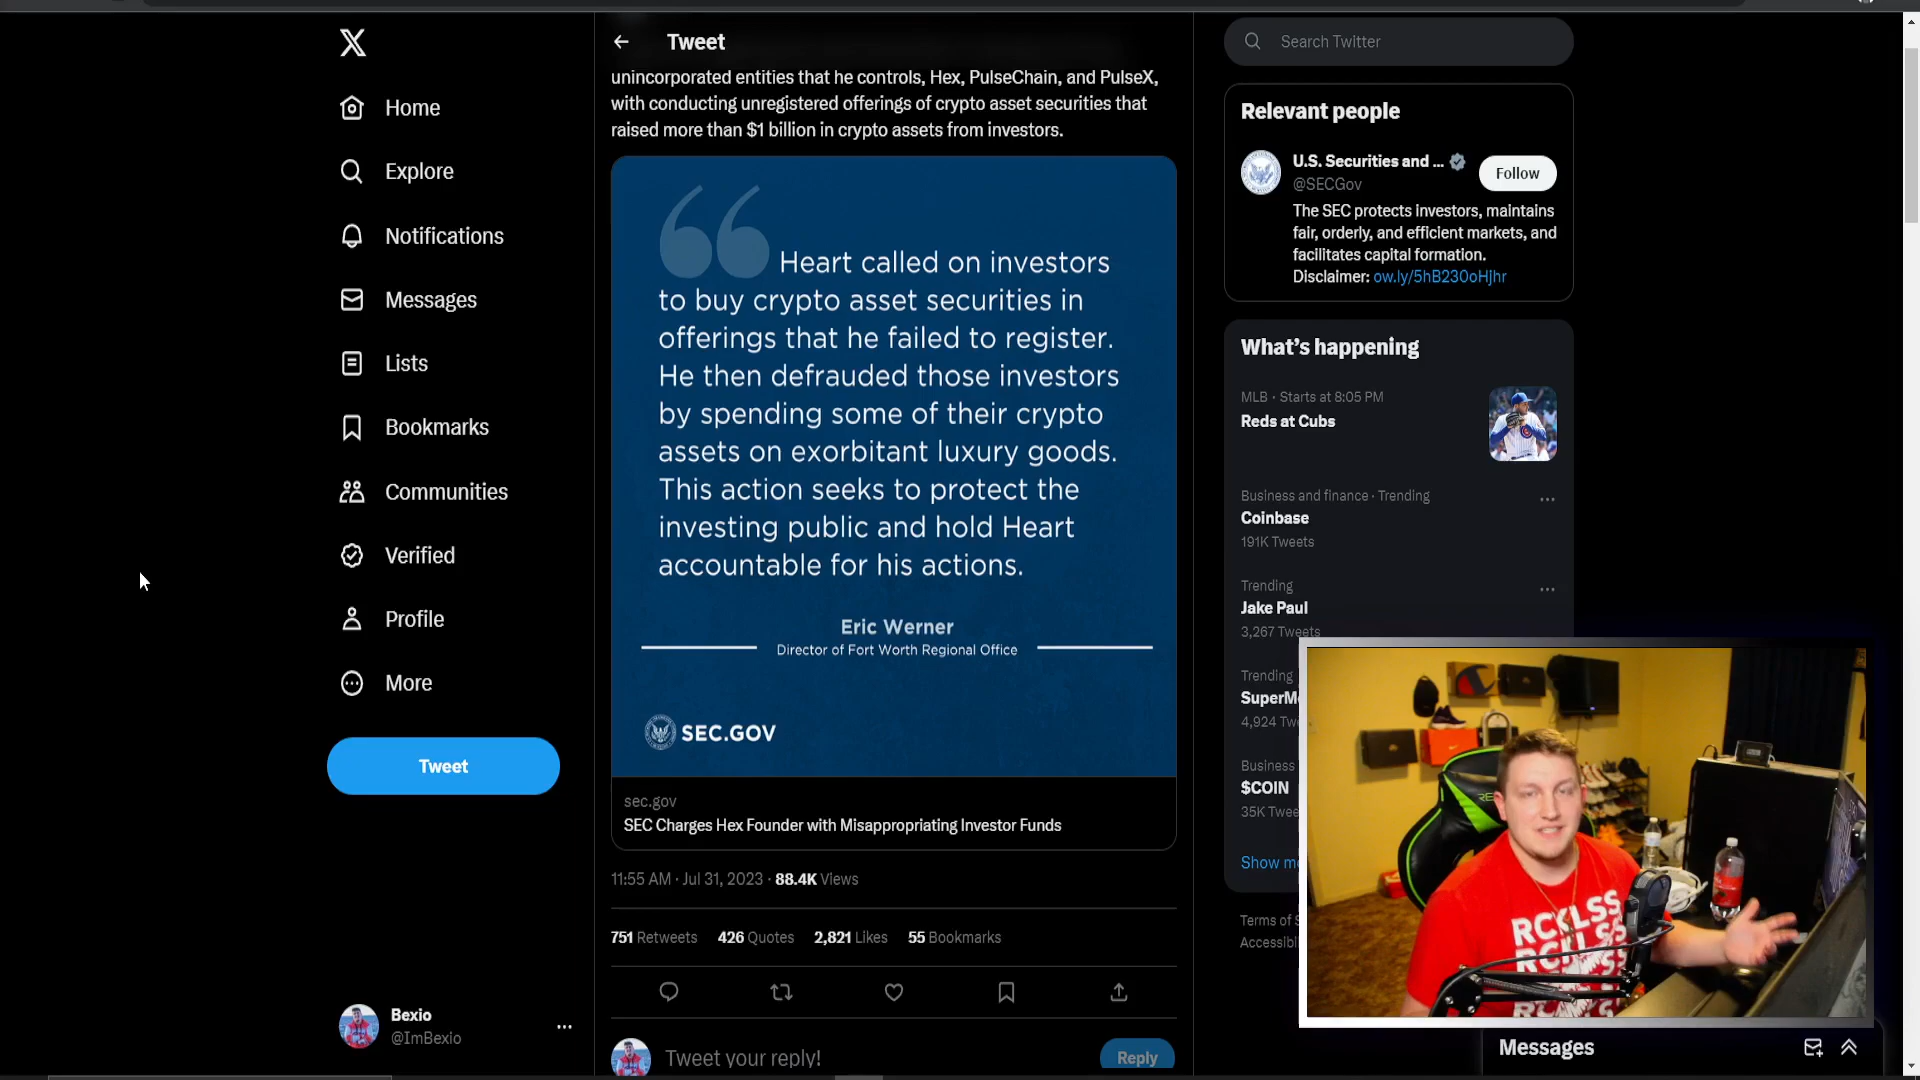 Home
Explore
Notifications
Messages
Lists
Bookmarks
Communities
Verified
Profile
More
Tweet
Bexio
@ImBexio
Tweet
unincorporated entities that he controls, Hex, PulseChain, and PulseX,
with conducting unregistered offerings of crypto asset securities that
raised more than $1 billion in crypto assets from investors.
Heart called on investors
to buy crypto asset securities in
offerings that he failed to register.
He then defrauded those investors
by spending some of their crypto
assets on exorbitant luxury goods.
This action seeks to protect the
investing public and hold Heart
accountable for his actions.
Eric Werner
Director of Fort Worth Regional Office
SEC.GOV
sec.gov
SEC Charges Hex Founder with Misappropriating Investor Funds
11:55 AM · Jul 31, 2023 · 88.4K Views
751 Retweets 426 Quotes 2,821 Likes 55 Bookmarks
Tweet your reply!
Reply
Search Twitter
Relevant people
U.S. Securities and ...
@SECGov
Follow
The SEC protects investors, maintains
fair, orderly, and efficient markets, and
facilitates capital formation.
Disclaimer: ow.ly/5hB230oHjhr
What's happening
MLB · Starts at 8:05 PM
Reds at Cubs
Business and finance · Trending
Coinbase
191K Tweets
Trending
Jake Paul
3,267 Tweets
Trending
SuperM
4,924 Tw
Business
$COIN
35K Twee
Show m
Terms of S
Accessibi
RCKLSS
RCKLSS
Messages